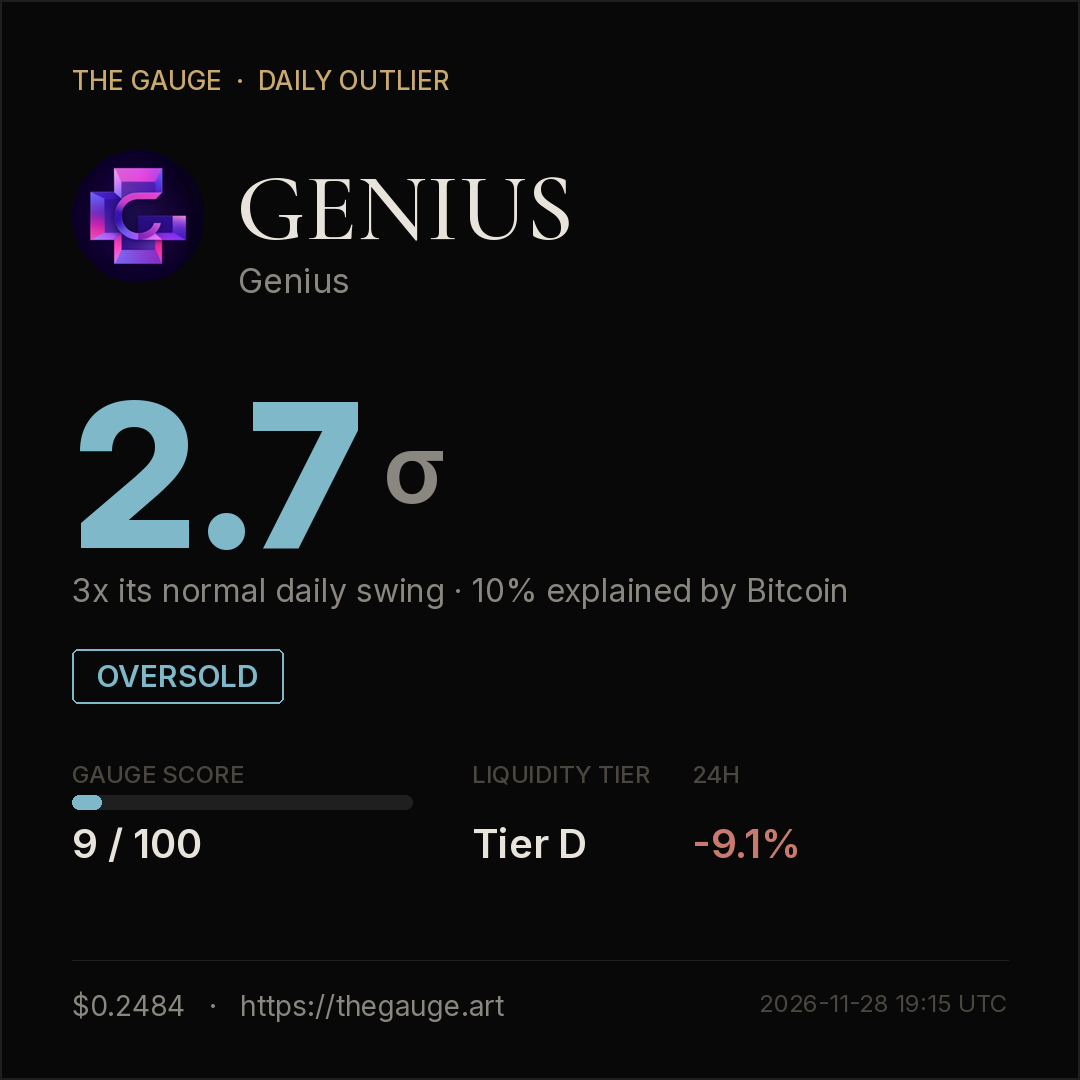 THE GAUGE · DAILY OUTLIER
GENIUS
Genius
2.7 σ
3x its normal daily swing · 10% explained by Bitcoin
OVERSOLD
GAUGE SCORE LIQUIDITY TIER 24H
9 / 100 Tier D -9.1%
$0.2484 · https://thegauge.art 2026-11-28 19:15 UTC